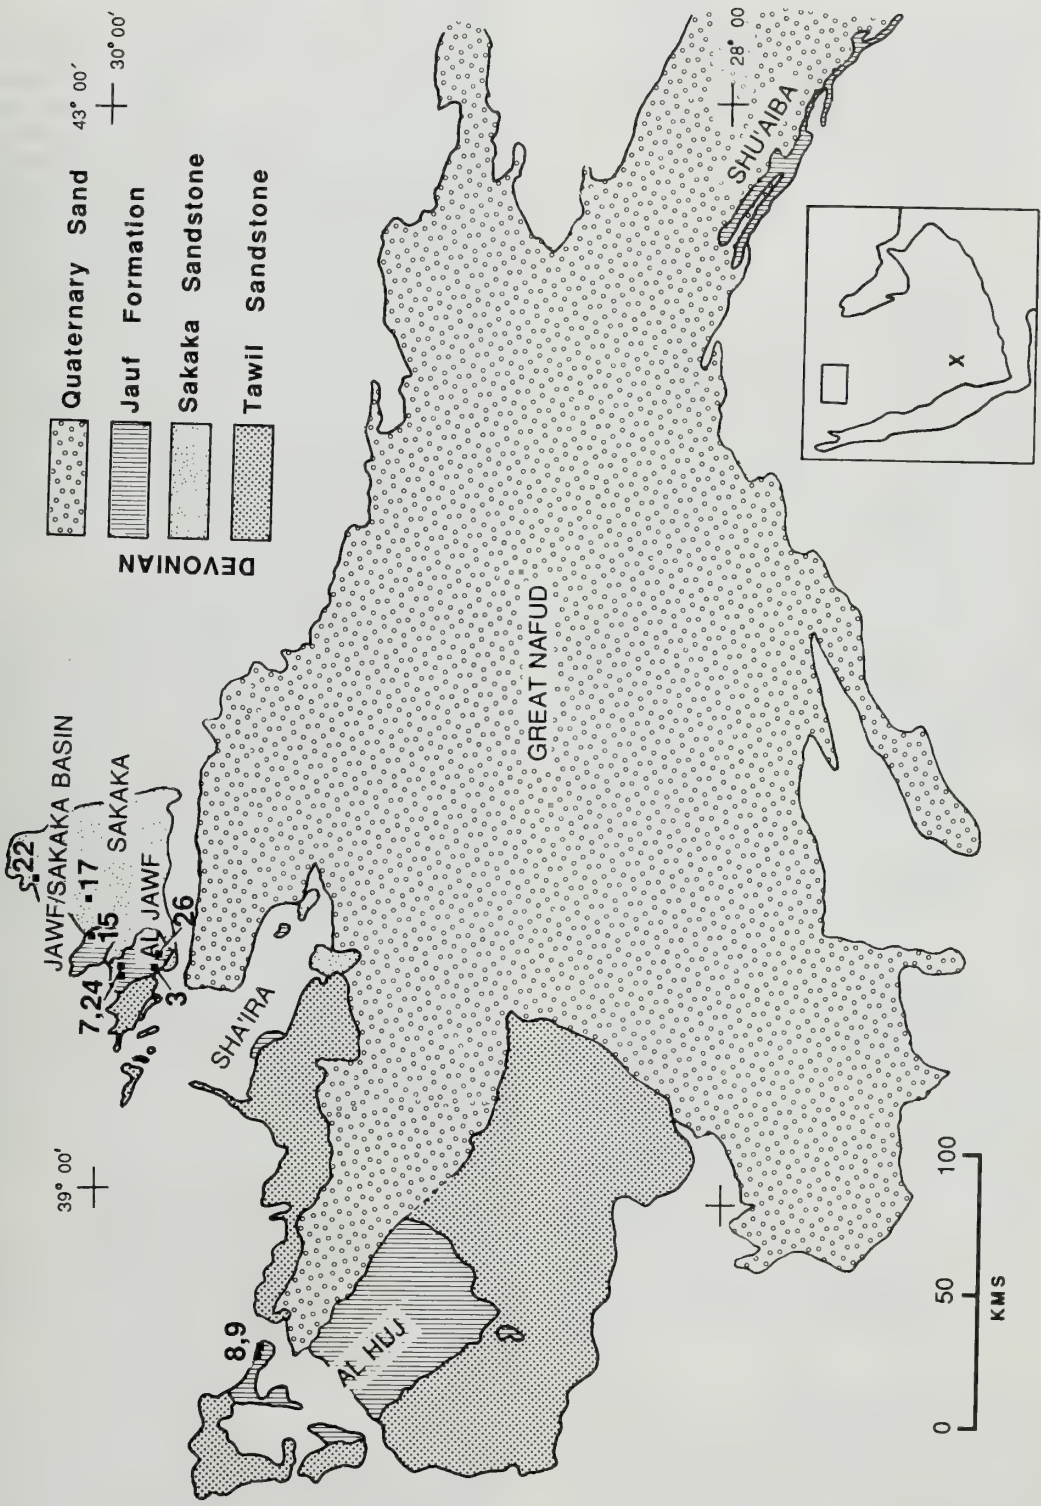 43° 00'
30° 00'
Quaternary Sand
Jauf Formation
Sakaka Sandstone
Tawil Sandstone
DEVONIAN
JAWF/SAKAKA BASIN
SAKAKA
AL JAWF
22
17
15
7,24
3
26
SHA'IRA
39° 00'
8,9
AL HUJ
GREAT NAFUD
SHU'AIBA
28° 00
X
0
50
100
KMS